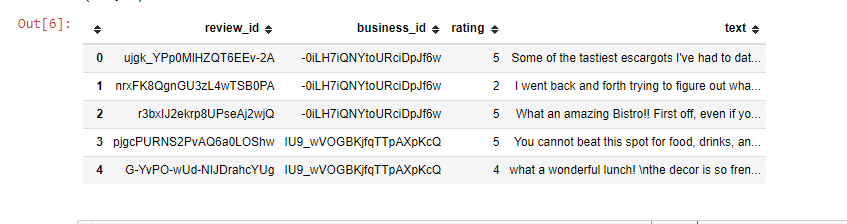 Out[6]:
review_id business_id rating text
0 ujgk_YPp0MlHZQT6EEv-2A -0iLH7iQNYtoURciDpJf6w 5 Some of the tastiest escargots I've had to dat...
1 nrxFK8QgnGU3zL4wTSB0PA -0iLH7iQNYtoURciDpJf6w 2 I went back and forth trying to figure out wha...
2 r3bxIJ2ekrp8UPseAj2wjQ -0iLH7iQNYtoURciDpJf6w 5 What an amazing Bistro!! First off, even if yo...
3 pjgcPURNS2PvAQ6a0LOShw IU9_wVOGBKjfqTTpAXpKcQ 5 You cannot beat this spot for food, drinks, an...
4 G-YvPO-wUd-NIJDrahcYUg IU9_wVOGBKjfqTTpAXpKcQ 4 what a wonderful lunch! \nthe decor is so fren...